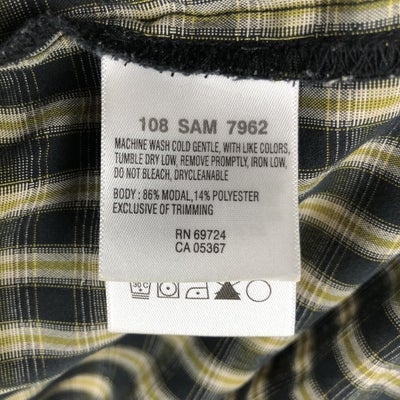 108 SAM 7962
MACHINE WASH COLD GENTLE, WITH LIKE COLORS,
TUMBLE DRY LOW, REMOVE PROMPTLY, IRON LOW,
DO NOT BLEACH, DRYCLEANABLE
BODY : 86% MODAL, 14% POLYESTER
EXCLUSIVE OF TRIMMING
RN 69724
CA 05367
30°C